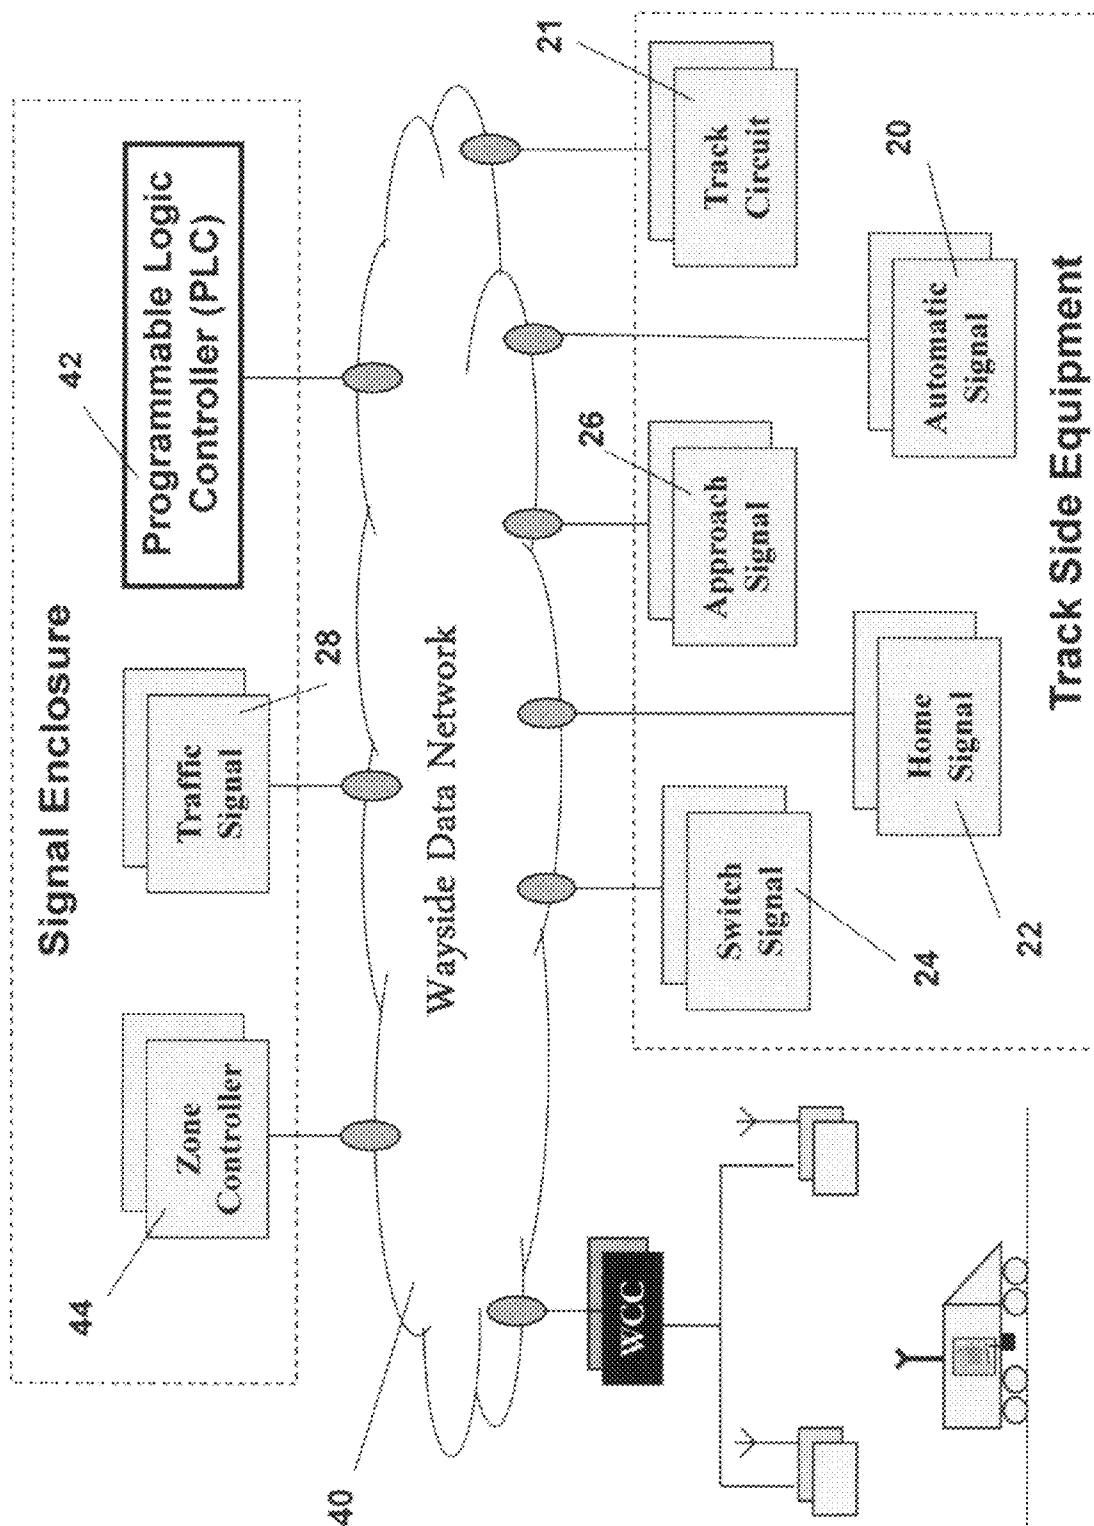 Signal Enclosure
44
Zone
Controller
Traffic
Signal
28
42
Programmable Logic
Controller (PLC)
40
Wayside Data Network
WCC
Switch
Signal
24
Home
Signal
22
Approach
Signal
26
Automatic
Signal
20
Track
Circuit
21
Track Side Equipment